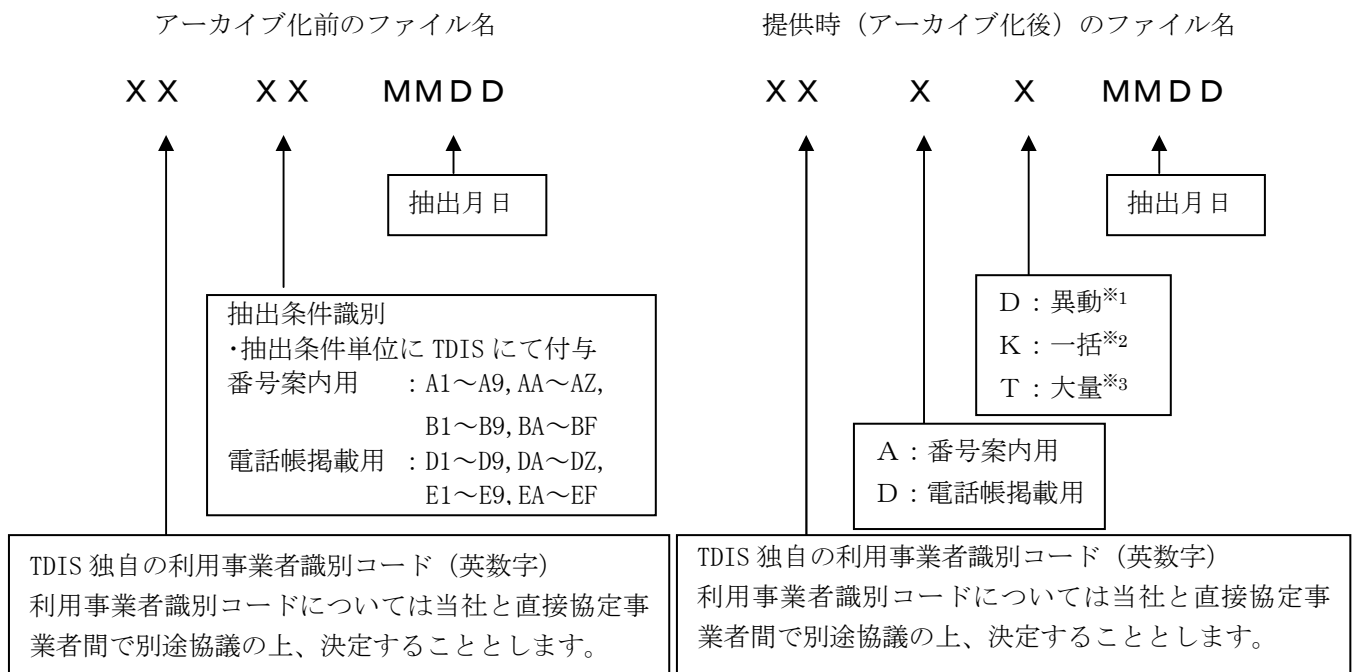 アーカイブ化前のファイル名
ＸＸ ＸＸ ＭＭＤＤ
抽出月日
抽出条件識別
・抽出条件単位に TDIS にて付与
番号案内用 : A1～A9, AA～AZ,
B1～B9, BA～BF
電話帳掲載用 : D1～D9, DA～DZ,
E1～E9, EA～EF
TDIS 独自の利用事業者識別コード（英数字）
利用事業者識別コードについては当社と直接協定事
業者間で別途協議の上、決定することとします。
提供時（アーカイブ化後）のファイル名
ＸＸ Ｘ Ｘ ＭＭＤＤ
抽出月日
Ｄ：異動※1
Ｋ：一括※2
Ｔ：大量※3
Ａ：番号案内用
Ｄ：電話帳掲載用
TDIS 独自の利用事業者識別コード（英数字）
利用事業者識別コードについては当社と直接協定事
業者間で別途協議の上、決定することとします。